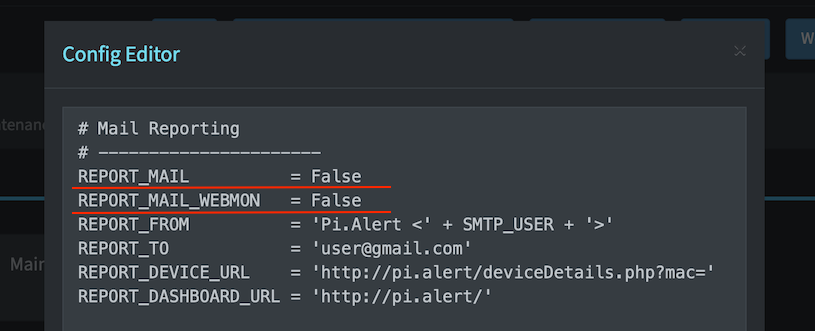 W
Config Editor
×
# Mail Reporting
# ----------------------
REPORT_MAIL = False
REPORT_MAIL_WEBMON = False
REPORT_FROM = 'Pi.Alert <' + SMTP_USER + '>'
REPORT_TO = 'user@gmail.com'
REPORT_DEVICE_URL = 'http://pi.alert/deviceDetails.php?mac='
REPORT_DASHBOARD_URL = 'http://pi.alert/'
tenanc
Main